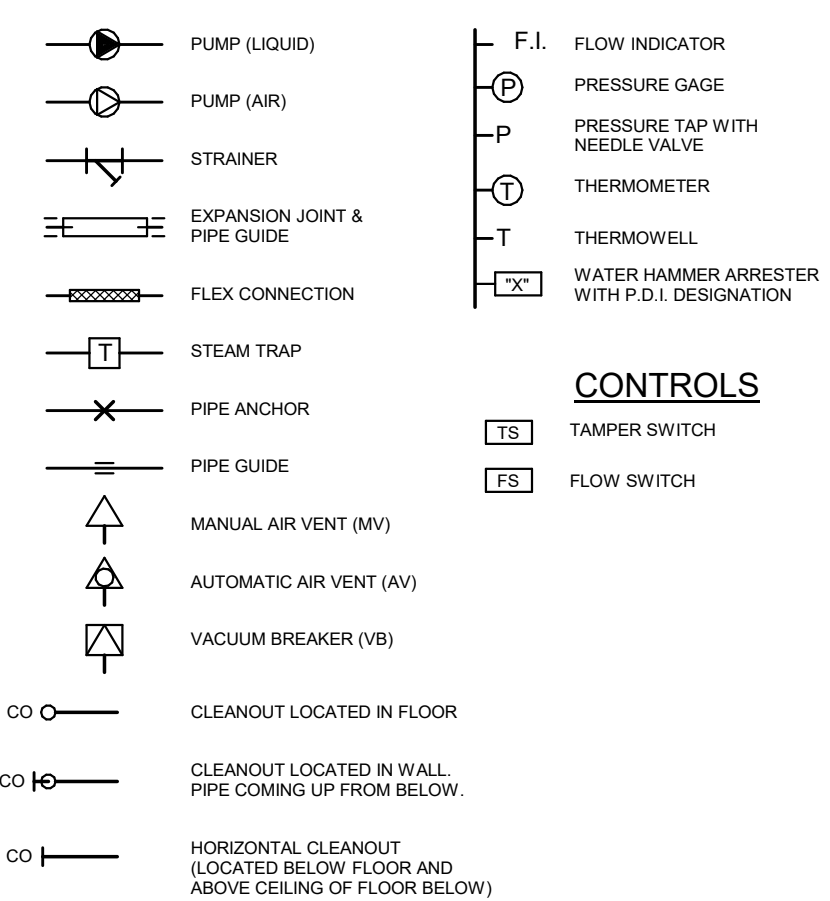 PUMP (LIQUID)
PUMP (AIR)
STRAINER
EXPANSION JOINT &
PIPE GUIDE
FLEX CONNECTION
T STEAM TRAP
PIPE ANCHOR
PIPE GUIDE
MANUAL AIR VENT (MV)
AUTOMATIC AIR VENT (AV)
VACUUM BREAKER (VB)
CO CLEANOUT LOCATED IN FLOOR
CO CLEANOUT LOCATED IN WALL.
PIPE COMING UP FROM BELOW.
CO HORIZONTAL CLEANOUT
(LOCATED BELOW FLOOR AND
ABOVE CEILING OF FLOOR BELOW)
F.I. FLOW INDICATOR
P PRESSURE GAGE
P PRESSURE TAP WITH
NEEDLE VALVE
T THERMOMETER
T THERMOWELL
"X" WATER HAMMER ARRESTER
WITH P.D.I. DESIGNATION
CONTROLS
TS TAMPER SWITCH
FS FLOW SWITCH